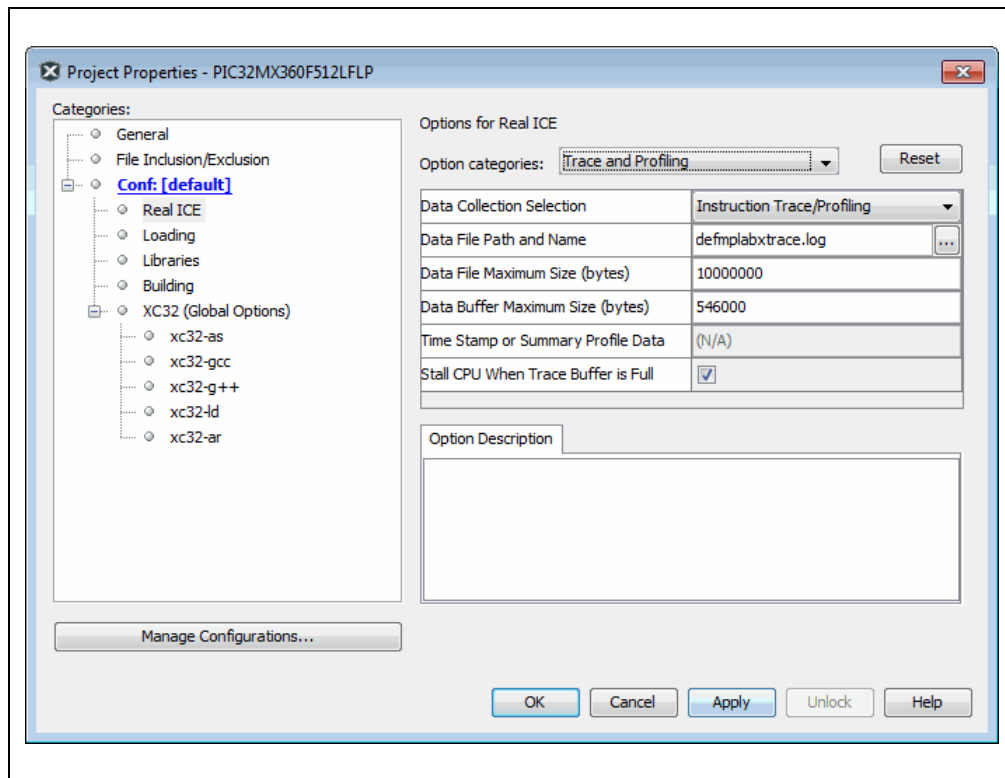 Project Properties - PIC32MX360F512LFLP
Categories:
General
File Inclusion/Exclusion
Conf: [default]
Real ICE
Loading
Libraries
Building
XC32 (Global Options)
xc32-as
xc32-gcc
xc32-g++
xc32-ld
xc32-ar
Manage Configurations...
Options for Real ICE
Option categories: Trace and Profiling Reset
Data Collection Selection Instruction Trace/Profiling
Data File Path and Name defmplabxtrace.log ...
Data File Maximum Size (bytes) 10000000
Data Buffer Maximum Size (bytes) 546000
Time Stamp or Summary Profile Data (N/A)
Stall CPU When Trace Buffer is Full
Option Description
OK Cancel Apply Unlock Help